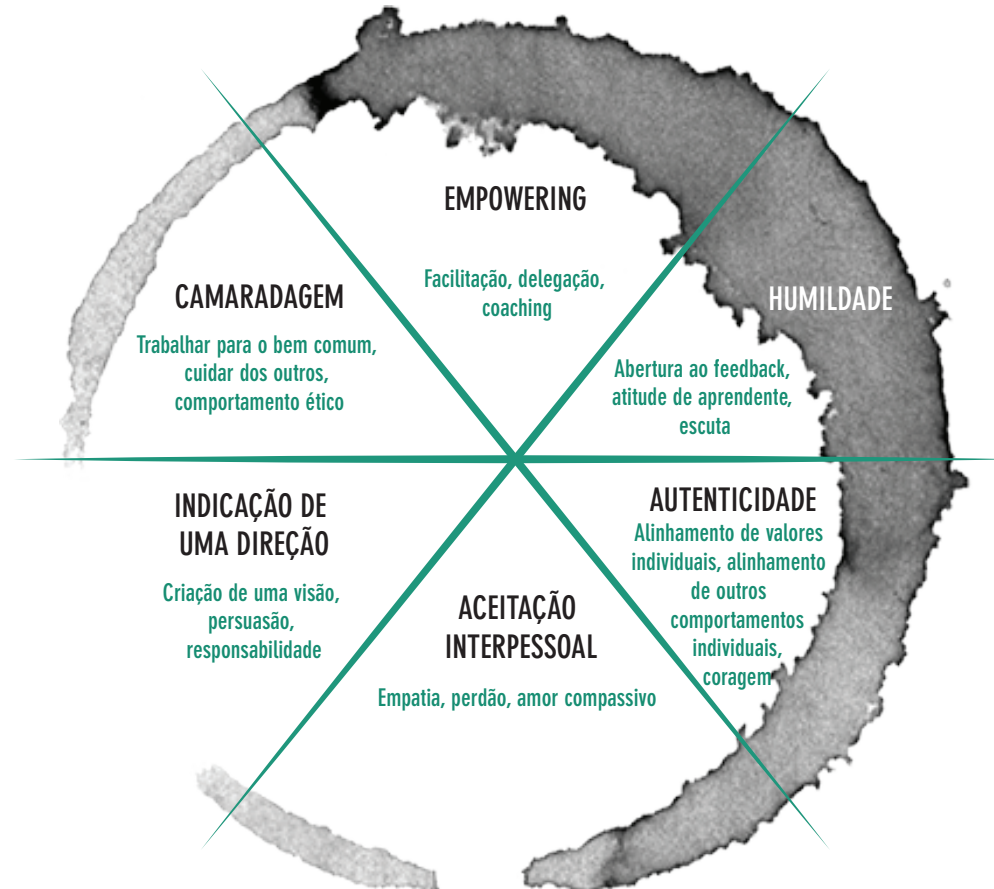 EMPOWERING
Facilitação, delegação,
coaching
HUMILDADE
Abertura ao feedback,
atitude de aprendente,
escuta
AUTENTICIDADE
Alinhamento de valores
individuais, alinhamento
de outros
comportamentos
individuais,
coragem
ACEITAÇÃO
INTERPESSOAL
Empatia, perdão, amor compassivo
INDICAÇÃO DE
UMA DIREÇÃO
Criação de uma visão,
persuasão,
responsabilidade
CAMARADAGEM
Trabalhar para o bem comum,
cuidar dos outros,
comportamento ético